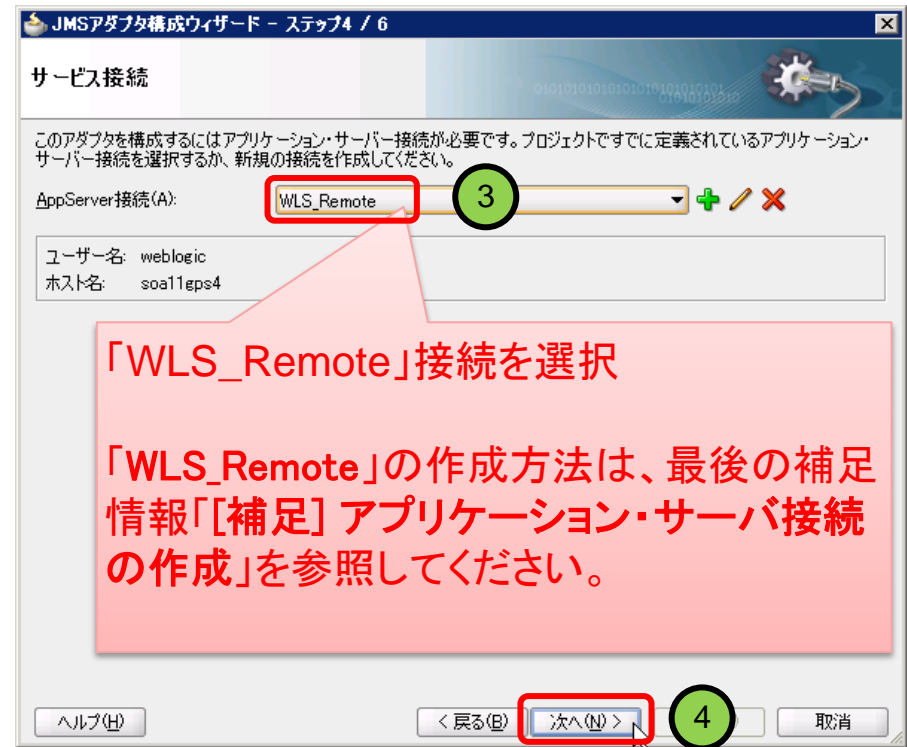 JMSアダプタ構成ウィザード - ステップ4 / 6
サービス接続
このアダプタを構成するにはアプリケーション・サーバー接続が必要です。プロジェクトですでに定義されているアプリケーション・
サーバー接続を選択するか、新規の接続を作成してください。
AppServer接続(A): WLS_Remote 3
ユーザー名: weblogic
ホスト名: soa11gps4
「WLS_Remote」接続を選択
「WLS_Remote」の作成方法は、最後の補足
情報「[補足] アプリケーション・サーバ接続
の作成」を参照してください。
ヘルプ(H) < 戻る(B) 次へ(N) > 4 取消